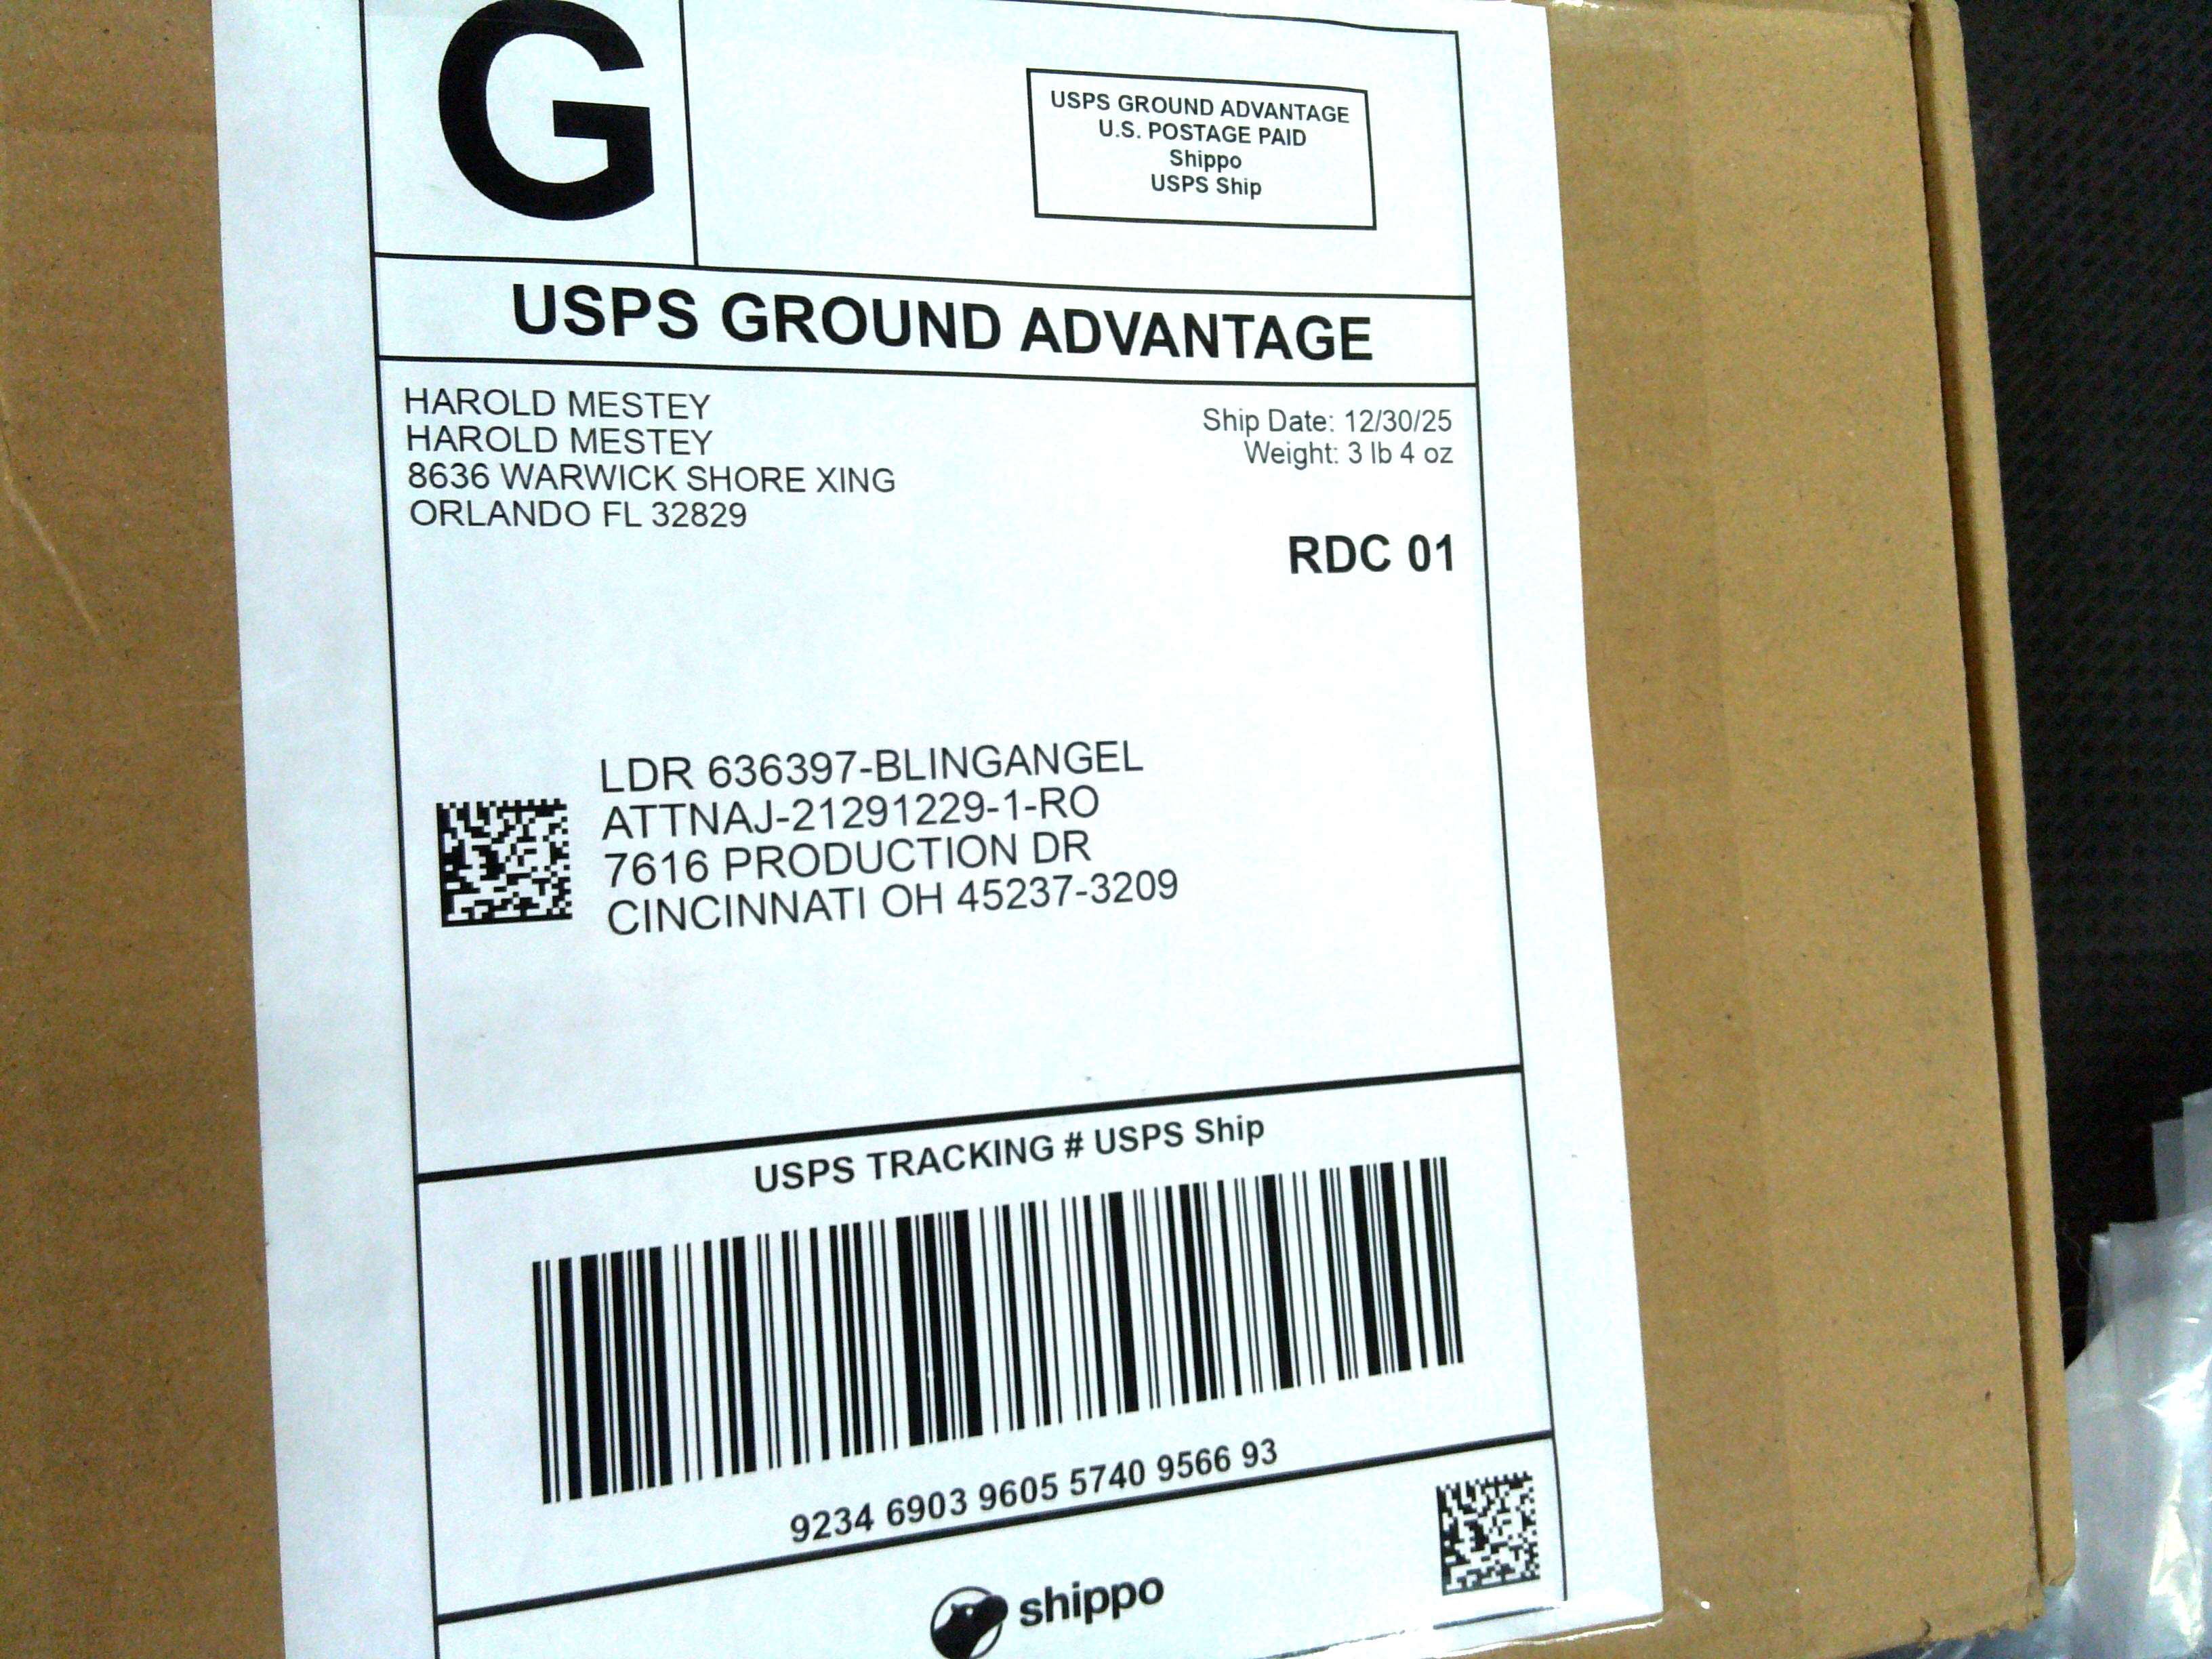 G
USPS GROUND ADVANTAGE
U.S. POSTAGE PAID
Shippo
USPS Ship
USPS GROUND ADVANTAGE
HAROLD MESTEY
HAROLD MESTEY
8636 WARWICK SHORE XING
ORLANDO FL 32829
Ship Date: 12/30/25
Weight: 3 lb 4 oz
RDC 01
LDR 636397-BLINGANGEL
ATTNAJ-21291229-1-RO
7616 PRODUCTION DR
CINCINNATI OH 45237-3209
USPS TRACKING # USPS Ship
9234 6903 9605 5740 9566 93
shippo